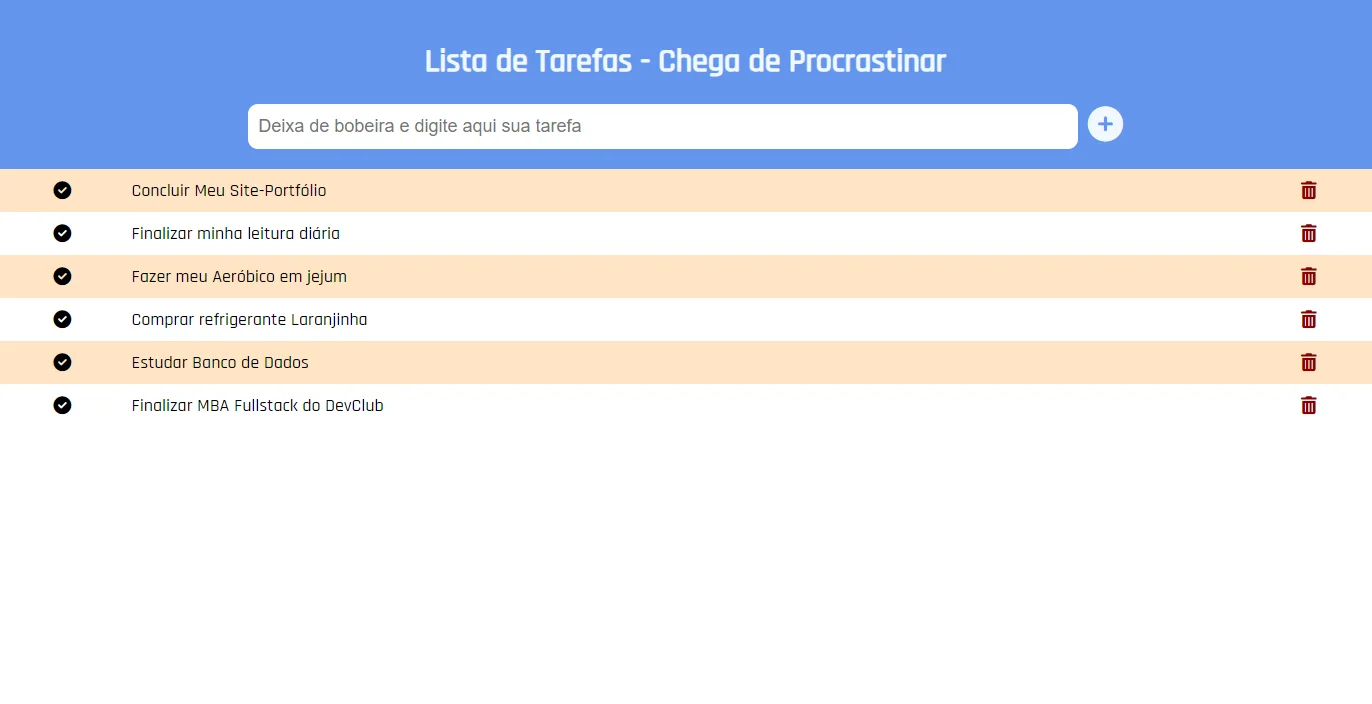 Lista de Tarefas - Chega de Procrastinar
Deixa de bobeira e digite aqui sua tarefa
Concluir Meu Site-Portfólio
Finalizar minha leitura diária
Fazer meu Aeróbico em jejum
Comprar refrigerante Laranjinha
Estudar Banco de Dados
Finalizar MBA Fullstack do DevClub